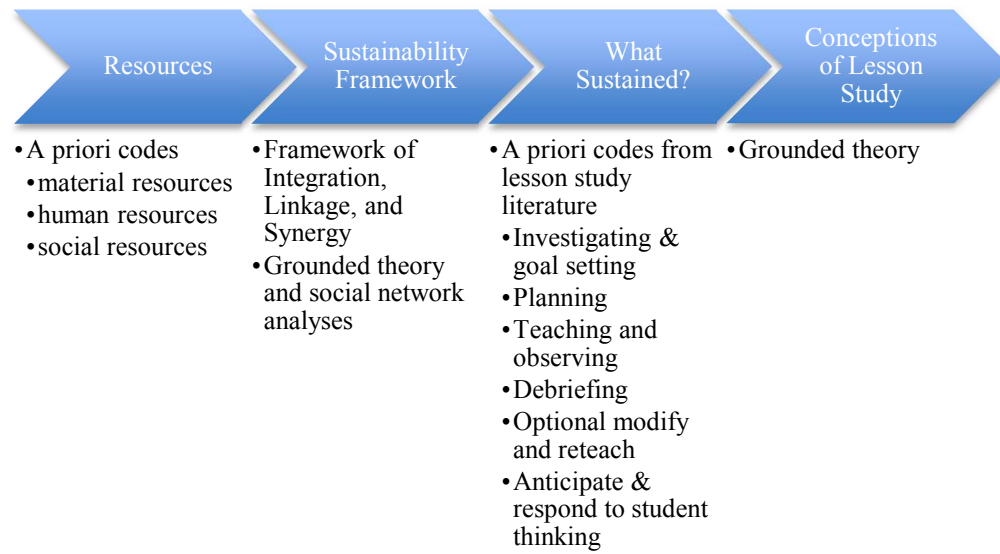 Resources
Sustainability
Framework
What
Sustained?
Conceptions
of Lesson
Study
•A priori codes
•material resources
•human resources
•social resources
•Framework of
Integration,
Linkage, and
Synergy
•Grounded theory
and social network
analyses
•A priori codes from
lesson study
literature
•Investigating &
goal setting
•Planning
•Teaching and
observing
•Debriefing
•Optional modify
and reteach
•Anticipate &
respond to student
thinking
•Grounded theory